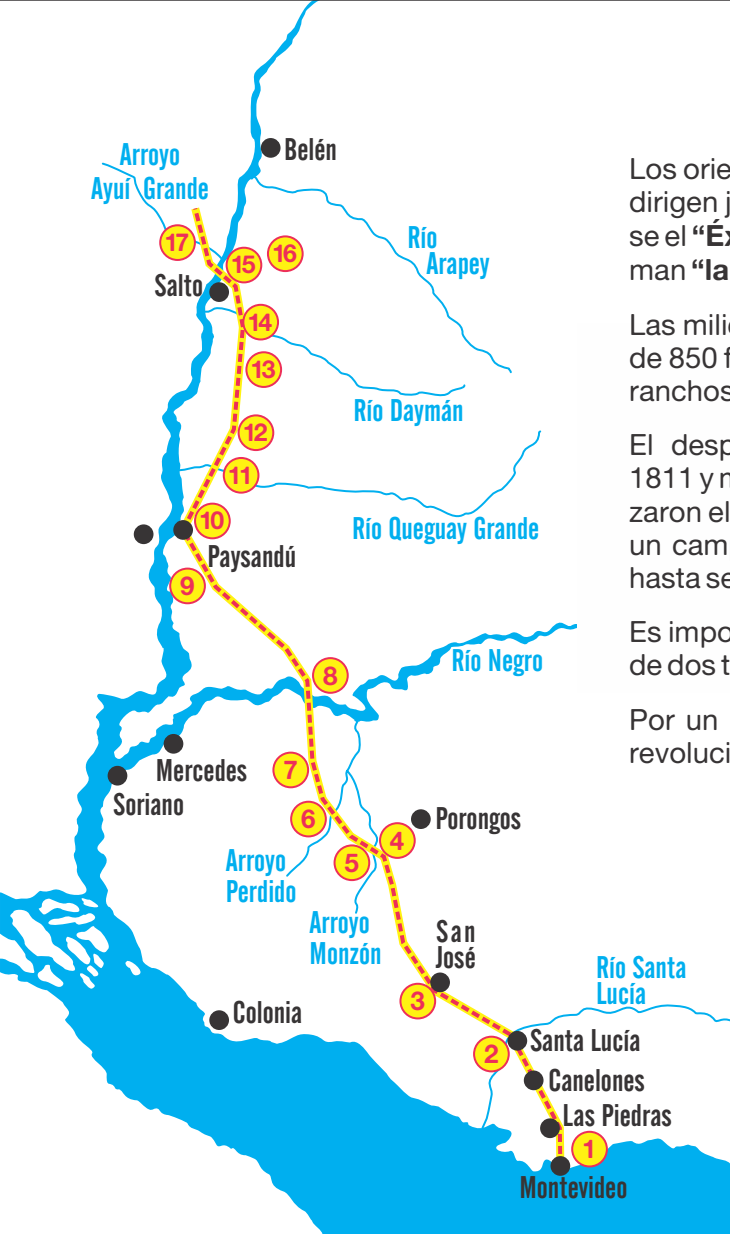 Belén
Arroyo
Ayuí Grande
17
16
15
Río
Arapey
Salto
14
13
Río Daymán
12
11
10
Río Queguay Grande
Paysandú
9
8
Río Negro
Mercedes
Soriano
7
6
Porongos
4
5
Arroyo
Perdido
Arroyo
Monzón
San
José
3
Río Santa
Lucía
Colonia
2
Santa Lucía
Canelones
Las Piedras
1
Montevideo
Los orie
dirigen j
se el “Éx
man “la
Las milic
de 850 f
ranchos
El desp
1811 y m
zaron el
un cam
hasta se
Es impo
de dos t
Por un
revoluci